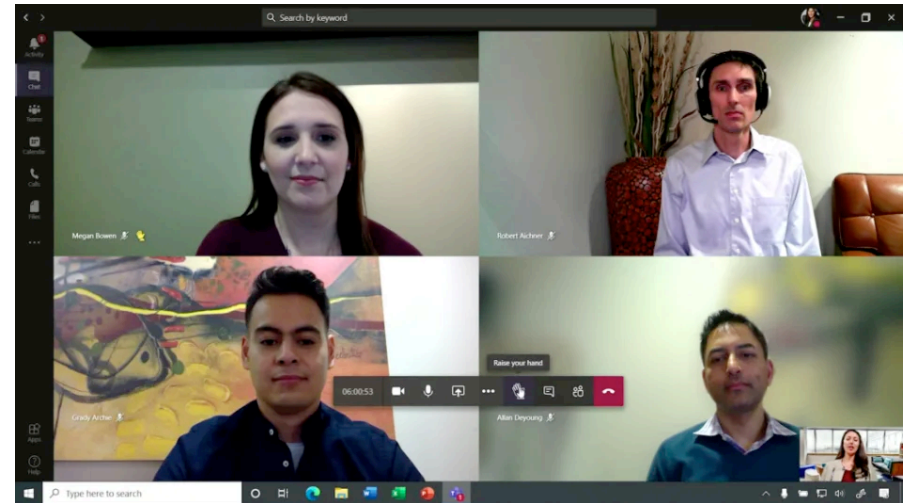 Search by keyword
Activity
Chat
Teams
Calendar
Calls
Files
Megan Bowen
Robert Aichner
Raise your hand
06:00:53
Grady Archie
Allan Deyoung
Apps
Help
Type here to search